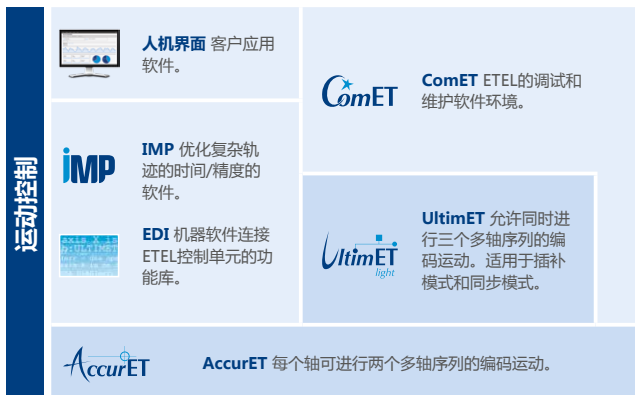 运动控制
人机界面 客户应用
软件。
iMP
IMP 优化复杂轨
迹的时间/精度的
软件。
EDI 机器软件连接
ETEL控制单元的功
能库。
ComET
ComET ETEL的调试和
维护软件环境。
UltimET
light
UltimET 允许同时进
行三个多轴序列的编
码运动。适用于插补
模式和同步模式。
AccurET
AccurET 每个轴可进行两个多轴序列的编码运动。